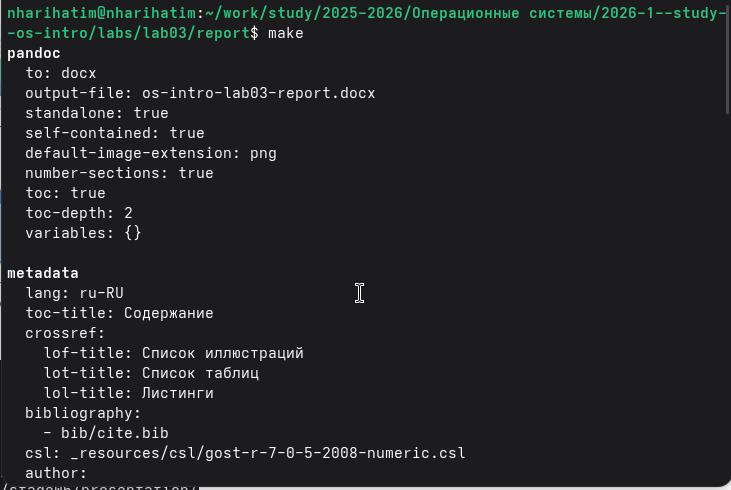 nharihatim@nharihatim:~/work/study/2025-2026/Операционные системы/2026-1--study-
-os-intro/labs/lab03/report$ make
pandoc
  to: docx
  output-file: os-intro-lab03-report.docx
  standalone: true
  self-contained: true
  default-image-extension: png
  number-sections: true
  toc: true
  toc-depth: 2
  variables: {}

metadata
  lang: ru-RU
  toc-title: Содержание
  crossref:
    lof-title: Список иллюстраций
    lot-title: Список таблиц
    lol-title: Листинги
  bibliography:
    - bib/cite.bib
  csl: _resources/csl/gost-r-7-0-5-2008-numeric.csl
  author: